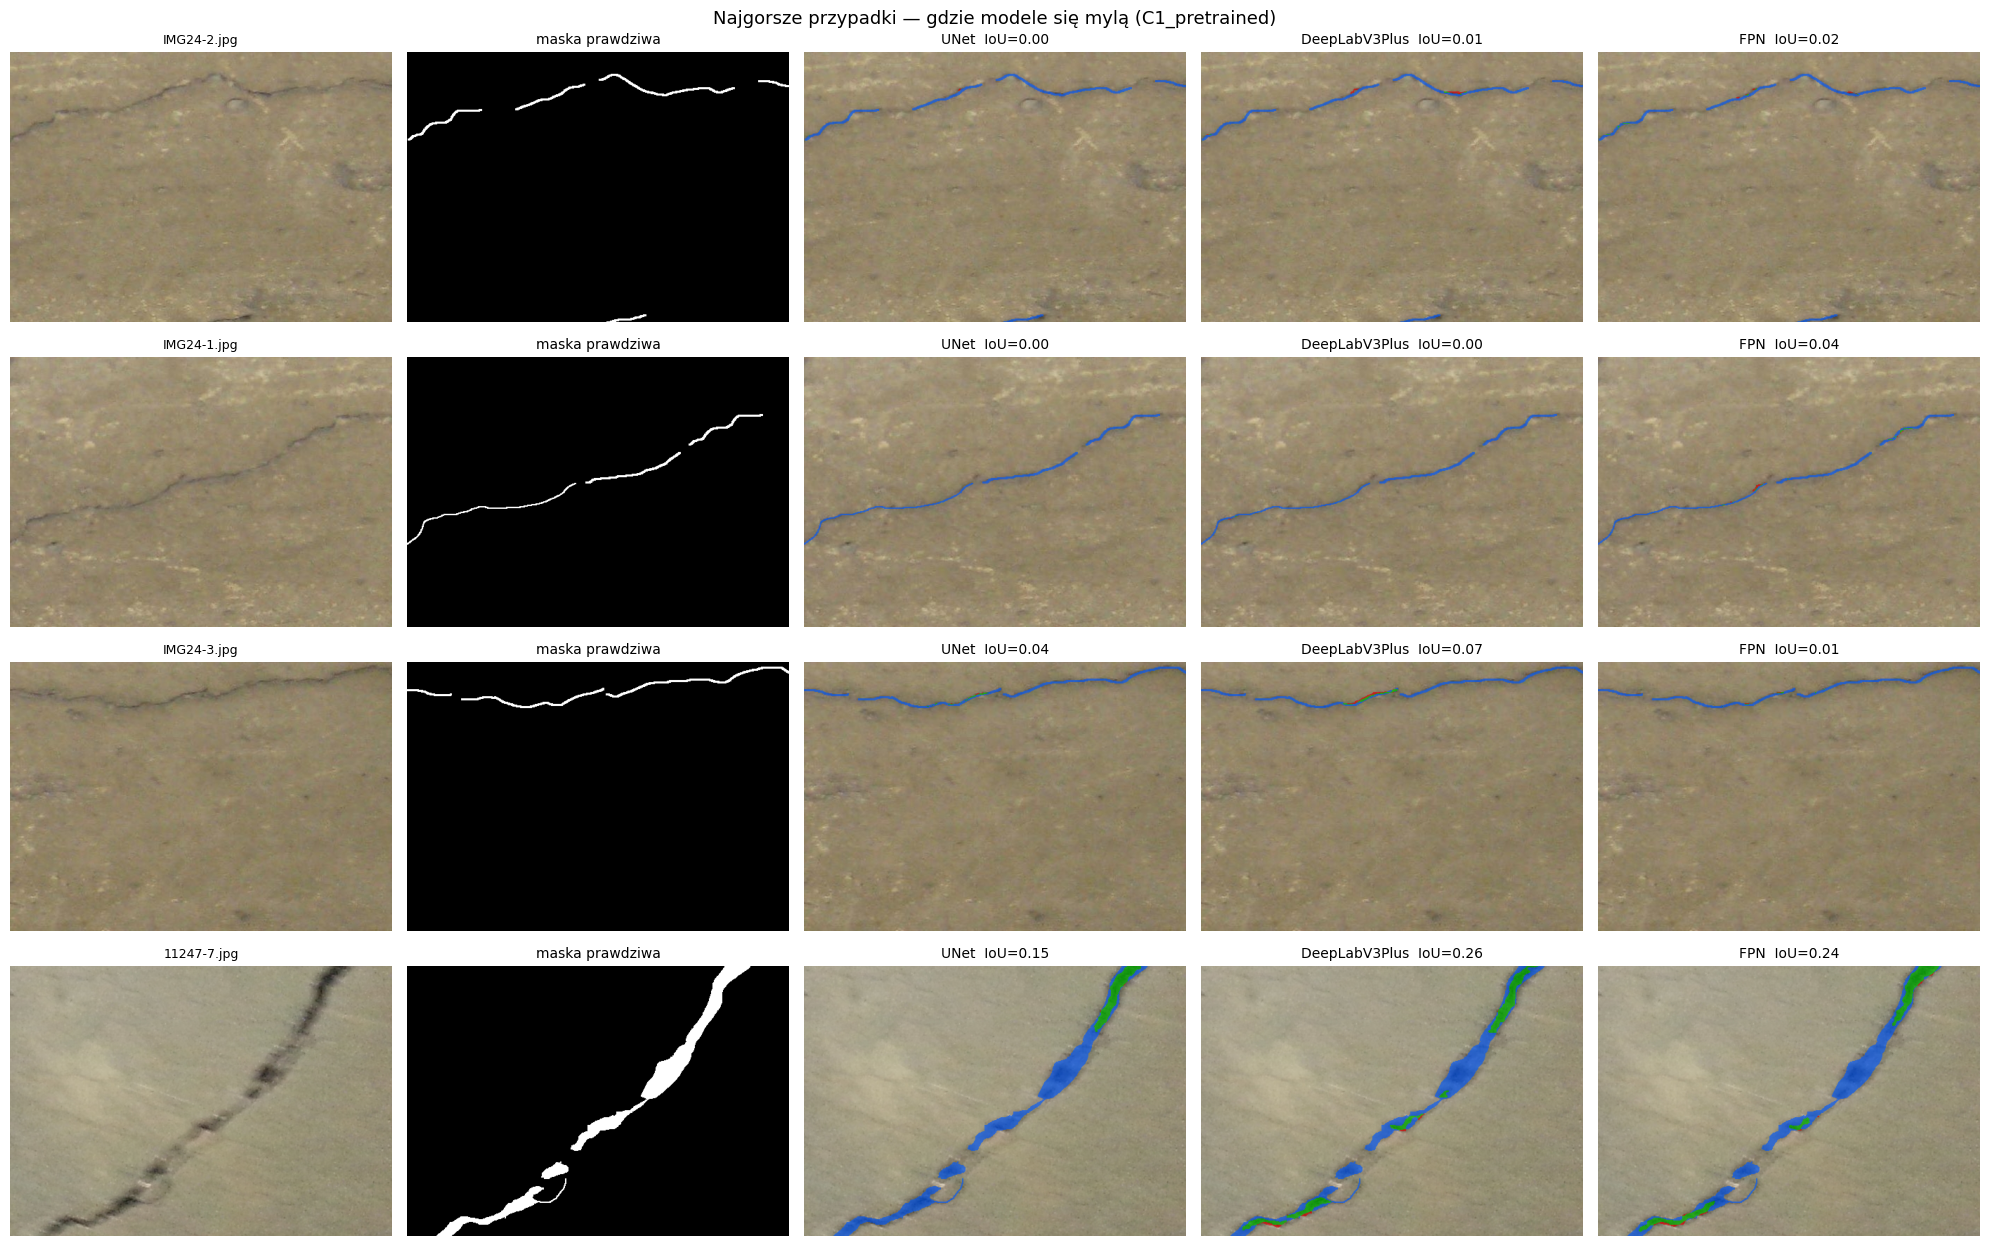 Najgorsze przypadki — gdzie modele się mylą (C1_pretrained)
IMG24-2.jpg
maska prawdziwa
UNet  IoU=0.00
DeepLabV3Plus  IoU=0.01
FPN  IoU=0.02
IMG24-1.jpg
maska prawdziwa
UNet  IoU=0.00
DeepLabV3Plus  IoU=0.00
FPN  IoU=0.04
IMG24-3.jpg
maska prawdziwa
UNet  IoU=0.04
DeepLabV3Plus  IoU=0.07
FPN  IoU=0.01
11247-7.jpg
maska prawdziwa
UNet  IoU=0.15
DeepLabV3Plus  IoU=0.26
FPN  IoU=0.24